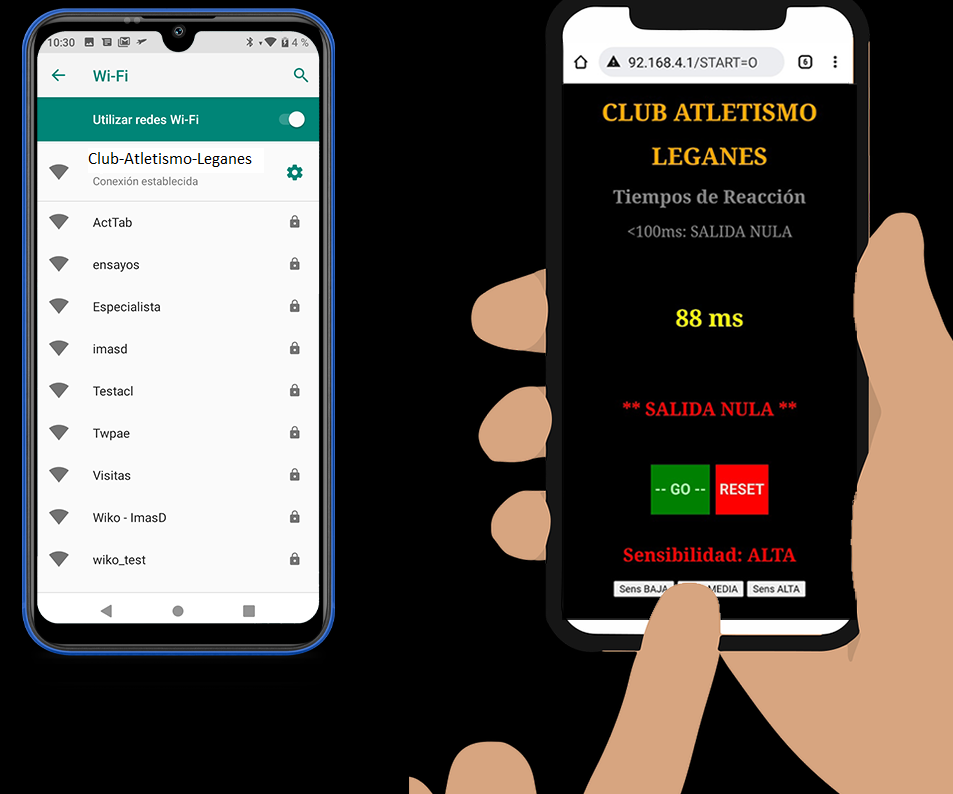 10:30
4 %
Wi-Fi
Utilizar redes Wi-Fi
Club-Atletismo-Leganes
Conexión establecida
ActTab
ensayos
Especialista
imasd
Testacl
Twpae
Visitas
Wiko - ImasD
wiko_test
92.168.4.1/START=O
6
CLUB ATLETISMO
LEGANES
Tiempos de Reacción
<100ms: SALIDA NULA
88 ms
** SALIDA NULA **
-- GO -- RESET
Sensibilidad: ALTA
Sens BAJA MEDIA Sens ALTA